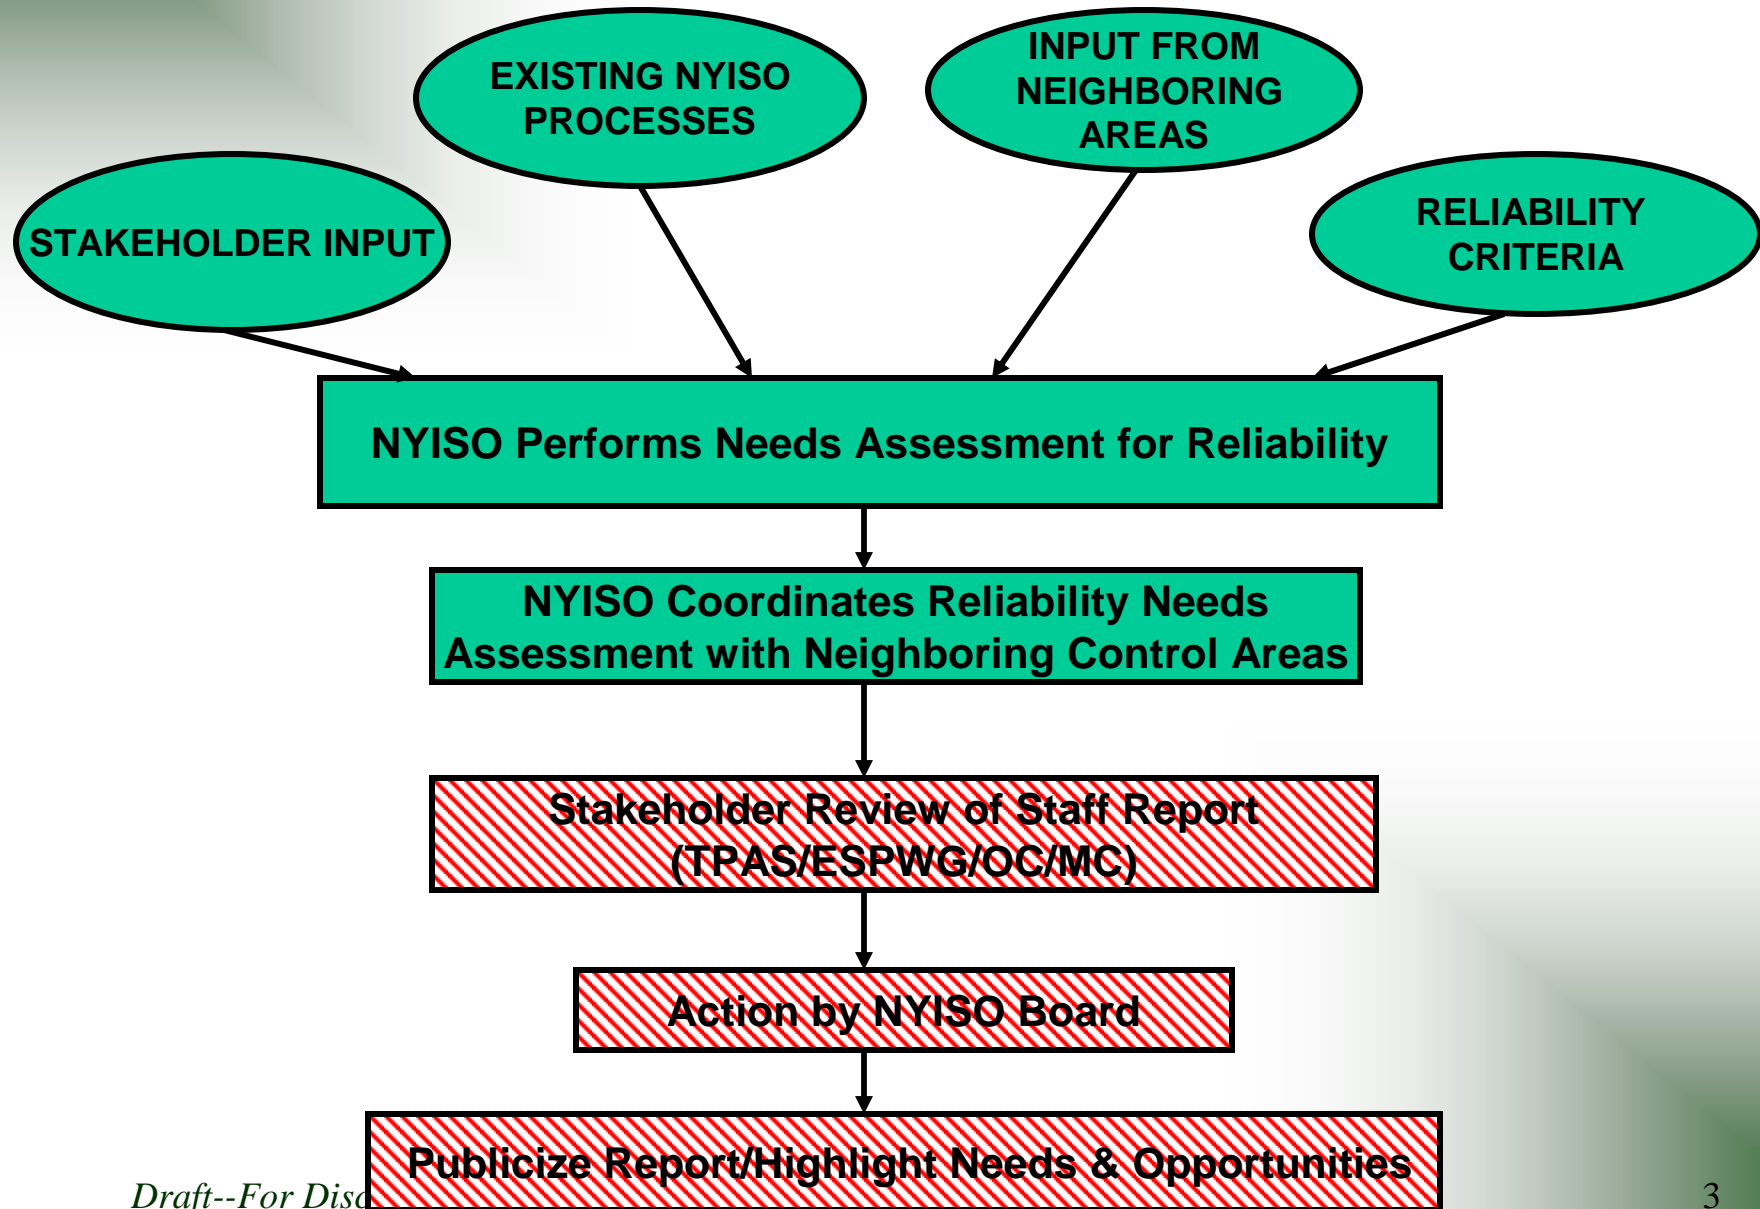 EXISTING NYISO
PROCESSES
INPUT FROM
NEIGHBORING
AREAS
STAKEHOLDER INPUT
RELIABILITY
CRITERIA
NYISO Performs Needs Assessment for Reliability
NYISO Coordinates Reliability Needs
Assessment with Neighboring Control Areas
Stakeholder Review of Staff Report
(TPAS/ESPWG/OC/MC)
Action by NYISO Board
Publicize Report/Highlight Needs & Opportunities
Draft--For
3